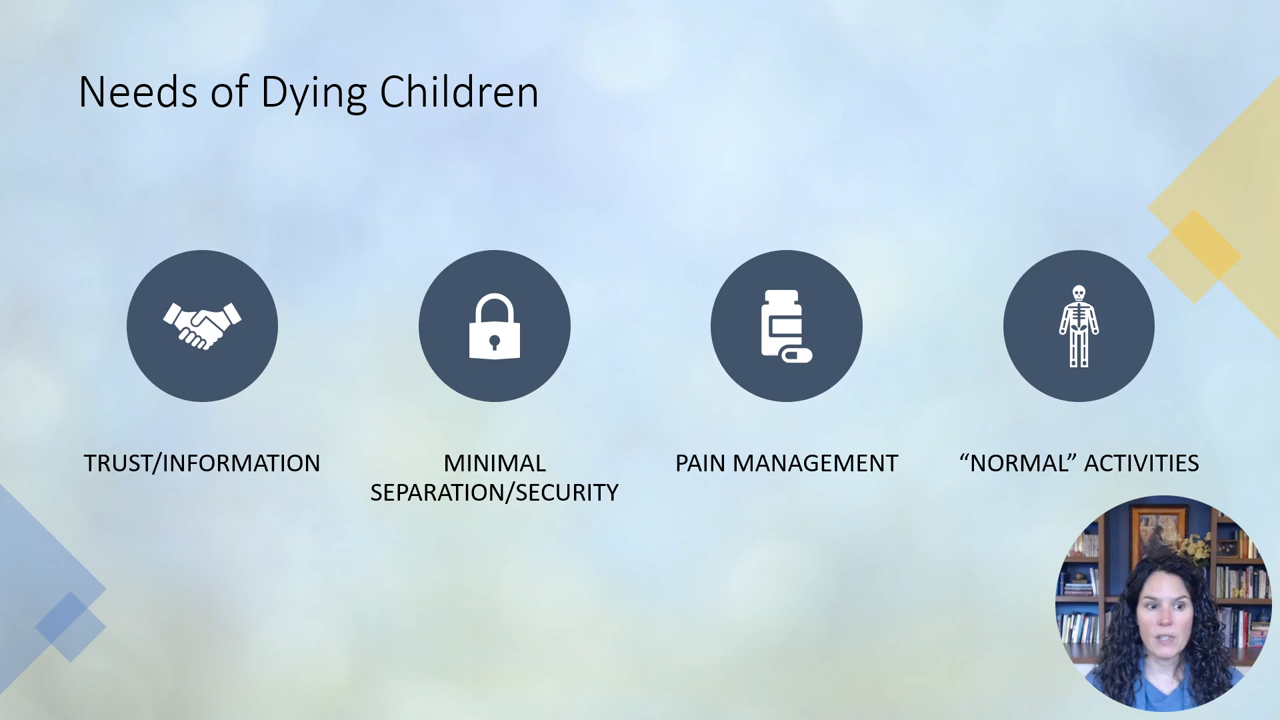 Needs of Dying Children
TRUST/INFORMATION
MINIMAL
SEPARATION/SECURITY
PAIN MANAGEMENT
“NORMAL” ACTIVITIES